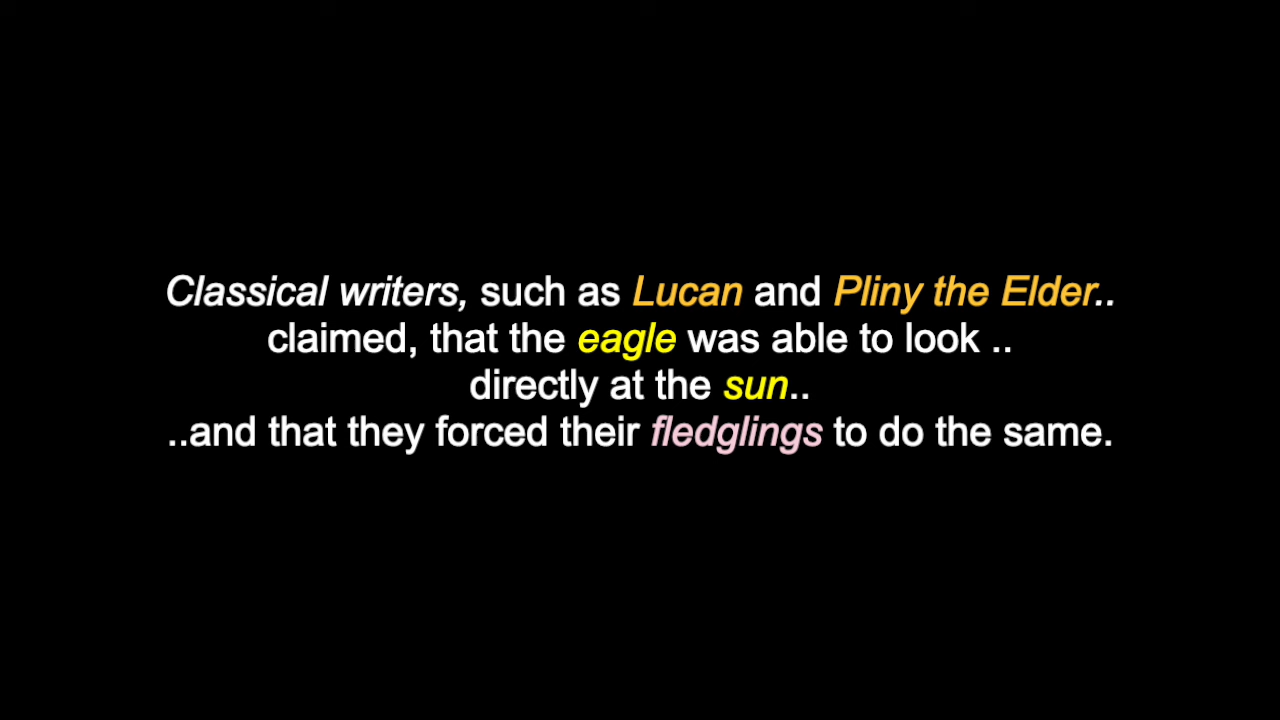 Classical writers, such as Lucan and Pliny the Elder..
claimed, that the eagle was able to look ..
directly at the sun..
..and that they forced their fledglings to do the same.